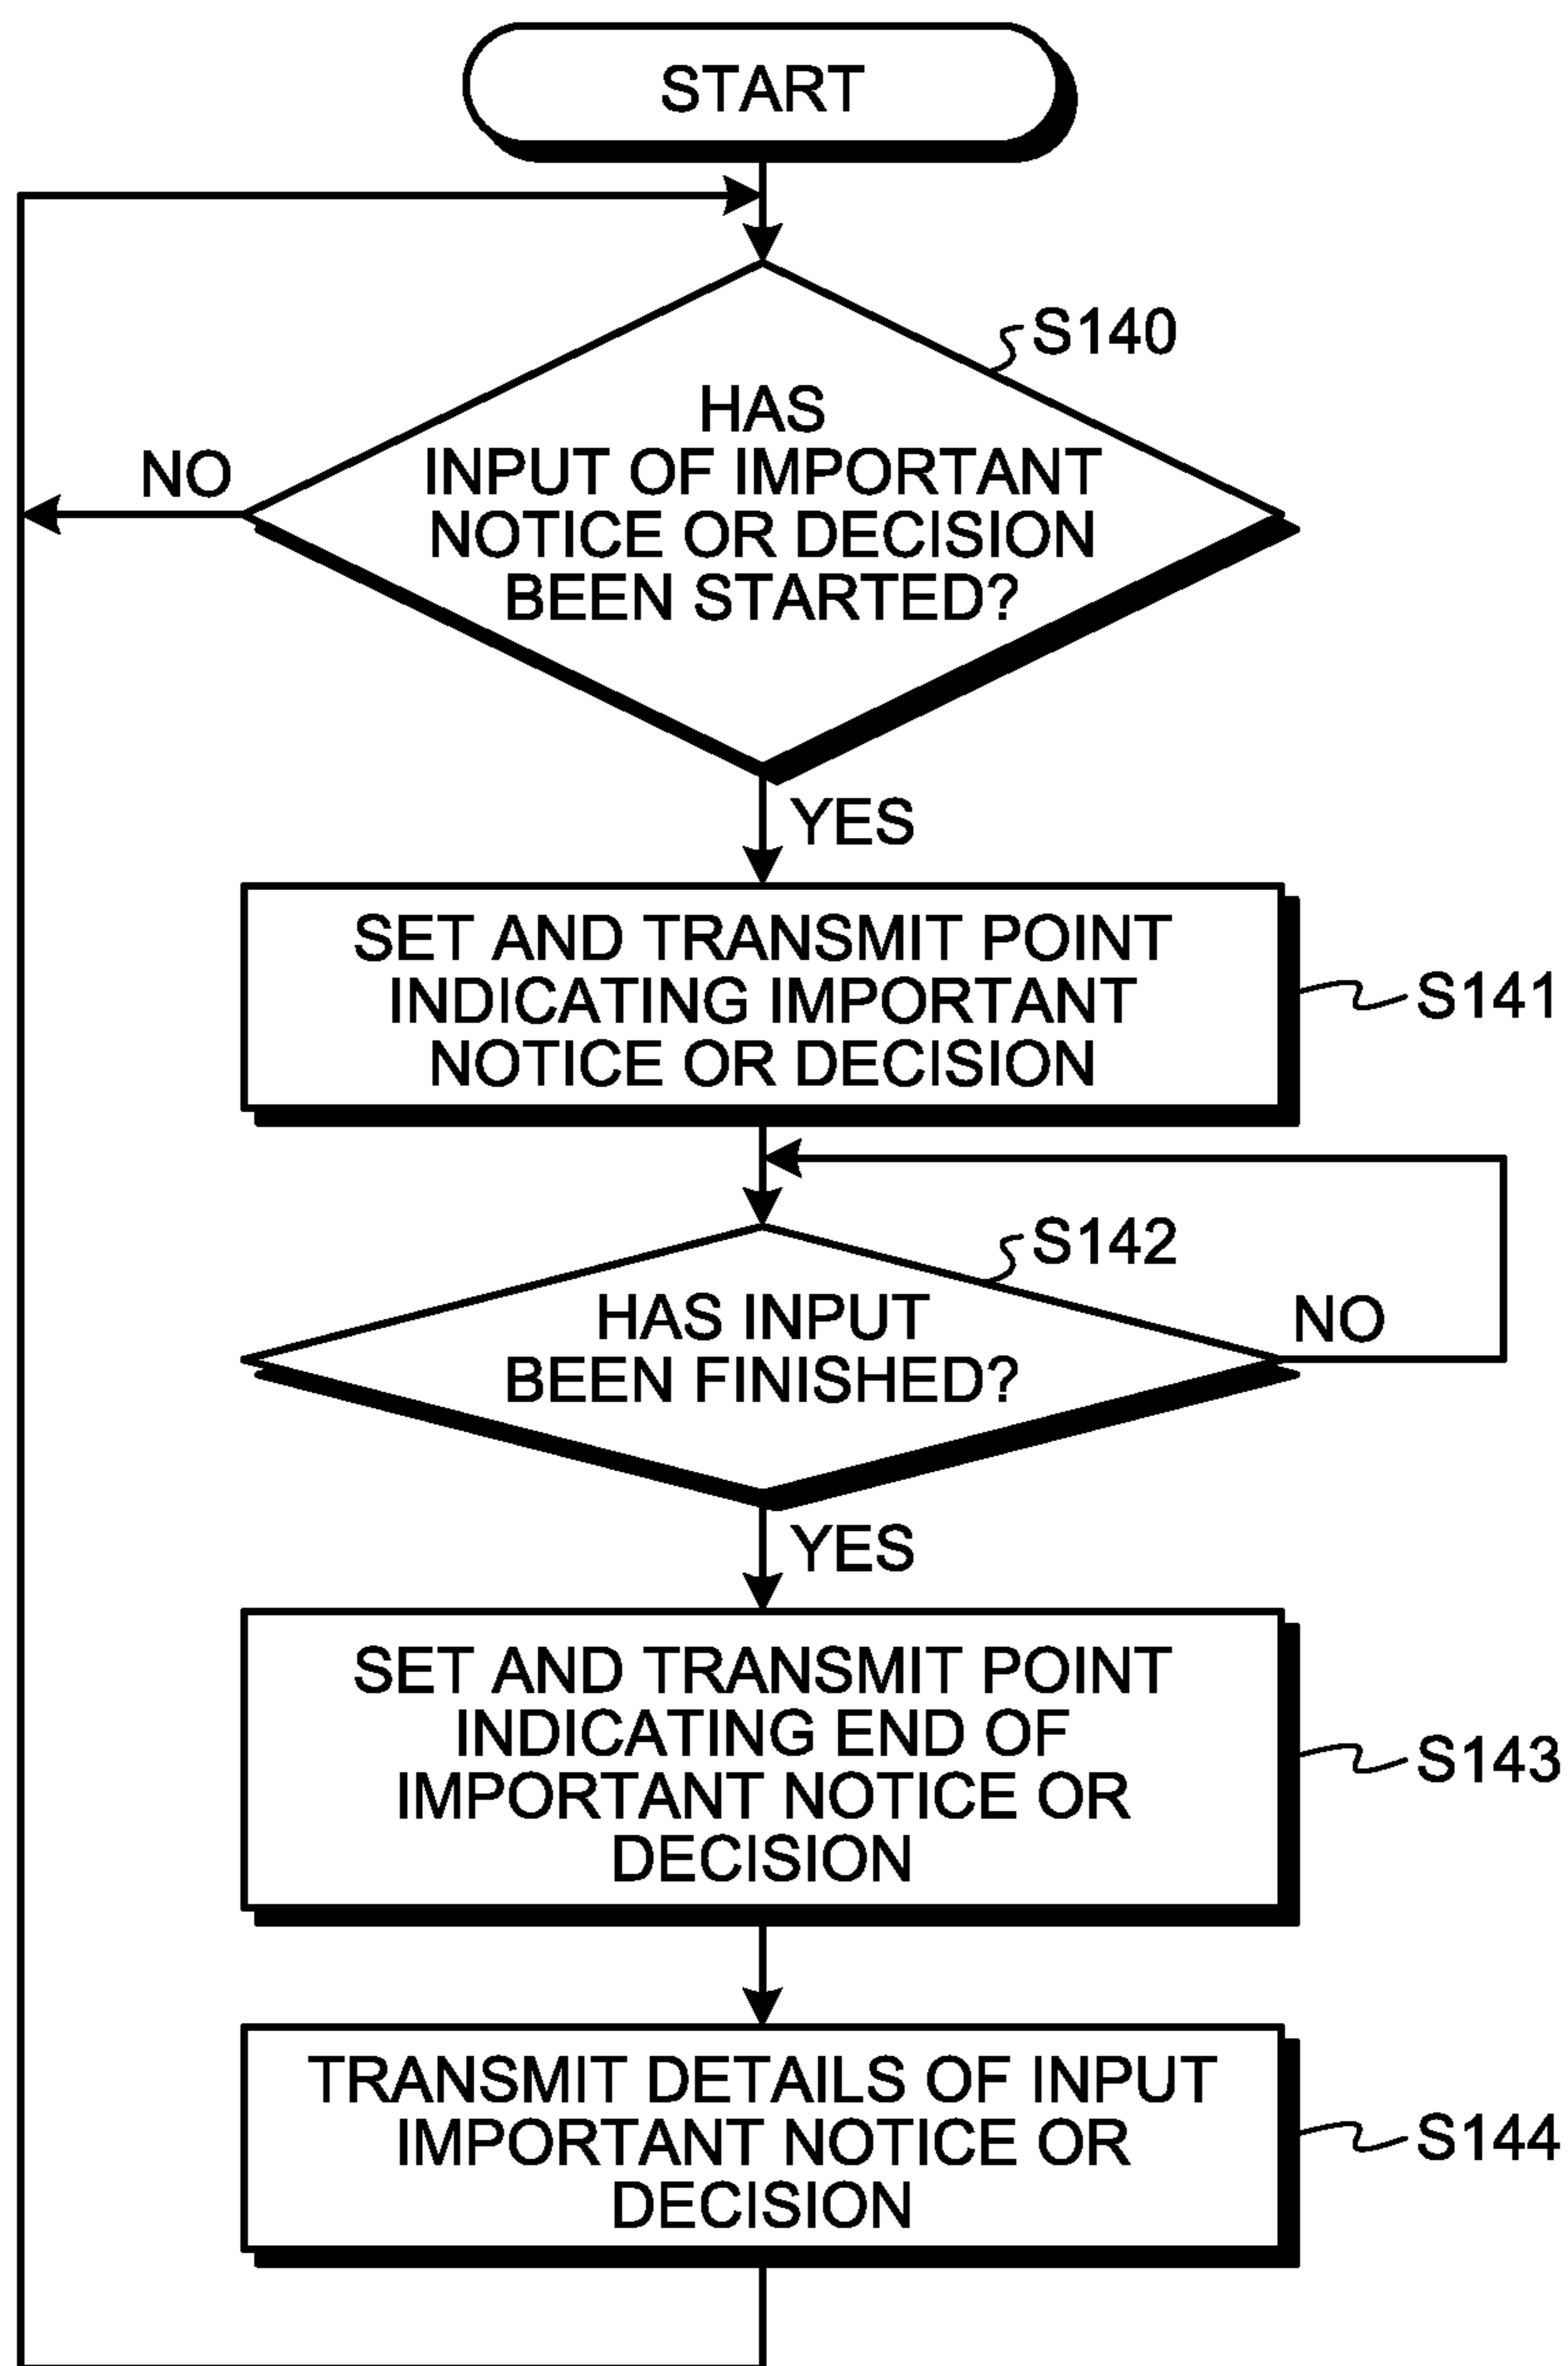 START
S140
HAS
INPUT OF IMPORTANT
NOTICE OR DECISION
BEEN STARTED?
NO
YES
SET AND TRANSMIT POINT
INDICATING IMPORTANT
NOTICE OR DECISION
S141
S142
HAS INPUT
BEEN FINISHED?
NO
YES
SET AND TRANSMIT POINT
INDICATING END OF
IMPORTANT NOTICE OR
DECISION
S143
TRANSMIT DETAILS OF INPUT
IMPORTANT NOTICE OR
DECISION
S144